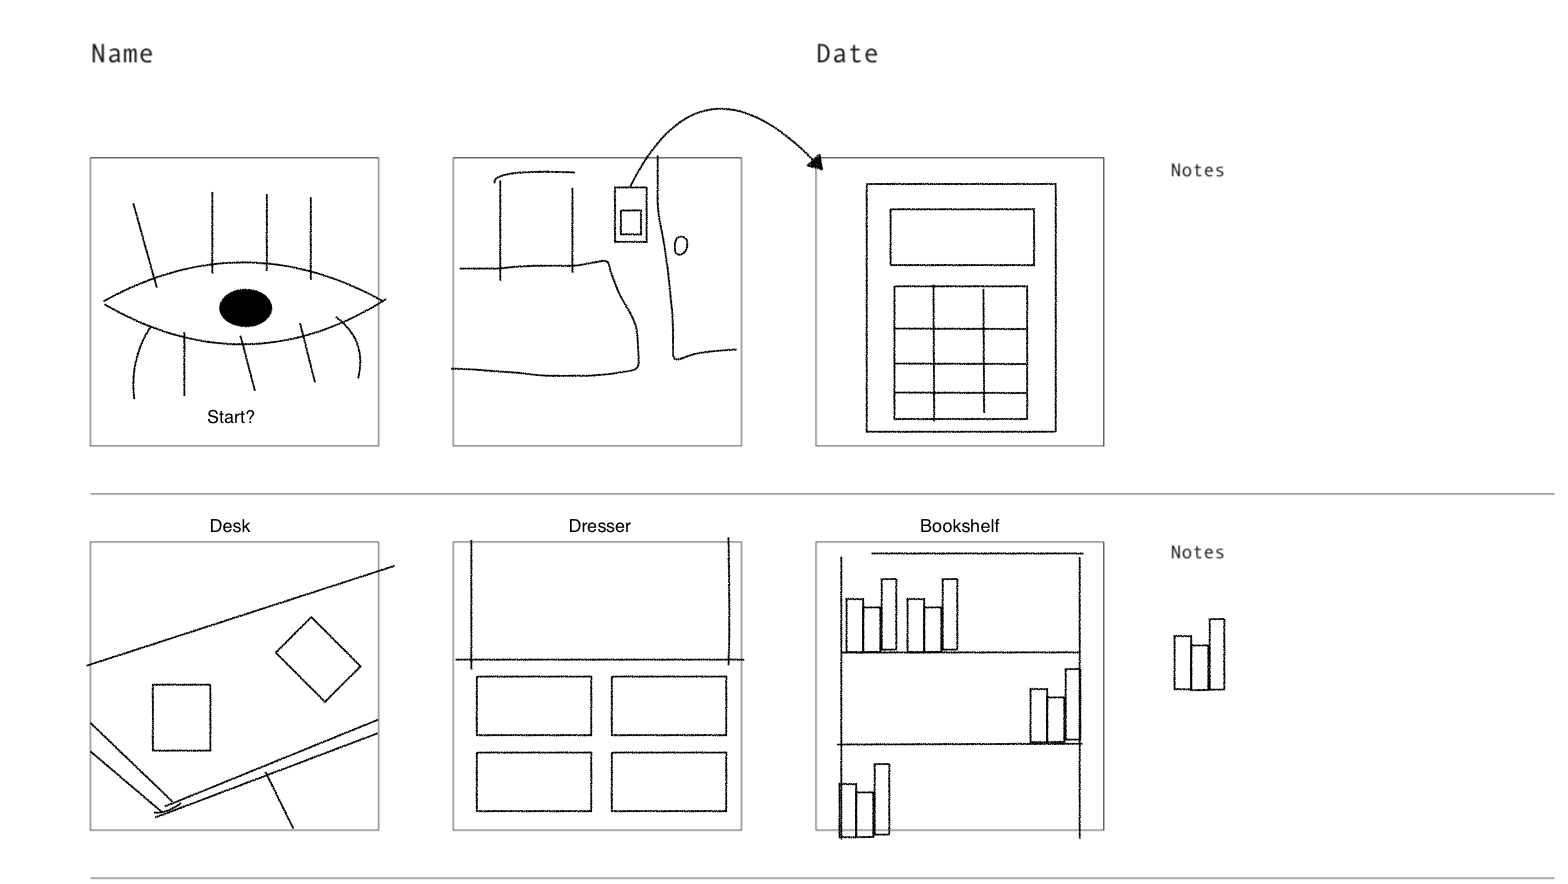 Name
Date
Notes
Start?
Desk
Dresser
Bookshelf
Notes